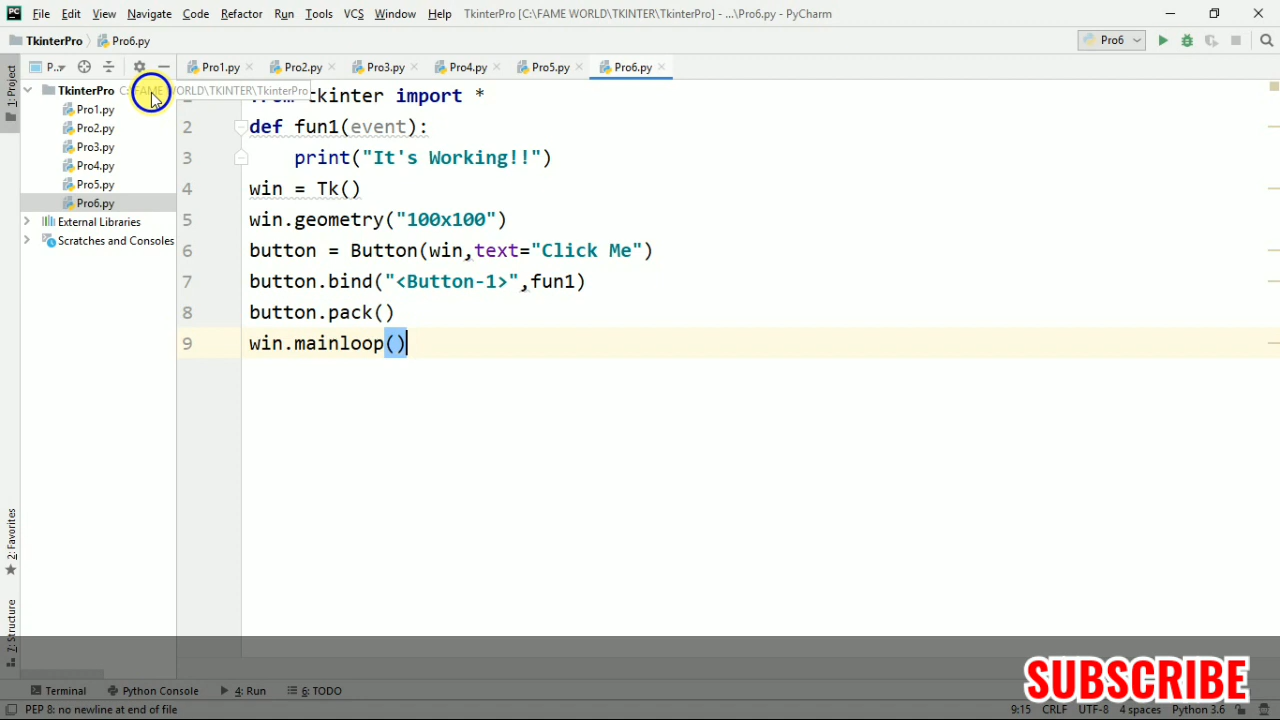 File Edit View Navigate Code Refactor Run Tools VCS Window Help TkinterPro [C:\FAME WORLD\TKINTER\TkinterPro] - ...\Pro6.py - PyCharm
TkinterPro Pro6.py Pro6
1: Project
P.. Pro1.py Pro2.py Pro3.py Pro4.py Pro5.py Pro6.py
TkinterPro C:\FAME WORLD\TKINTER\TkinterPro
Pro1.py
Pro2.py
Pro3.py
Pro4.py
Pro5.py
Pro6.py
External Libraries
Scratches and Consoles
tkinter import *
2 def fun1(event):
3 print("It's Working!!")
4 win = Tk()
5 win.geometry("100x100")
6 button = Button(win,text="Click Me")
7 button.bind("<Button-1>",fun1)
8 button.pack()
9 win.mainloop()
2: Favorites
Z: Structure
SUBSCRIBE
Terminal Python Console 4: Run 6: TODO
PEP 8: no newline at end of file 9:15 CRLF UTF-8 4 spaces Python 3.6